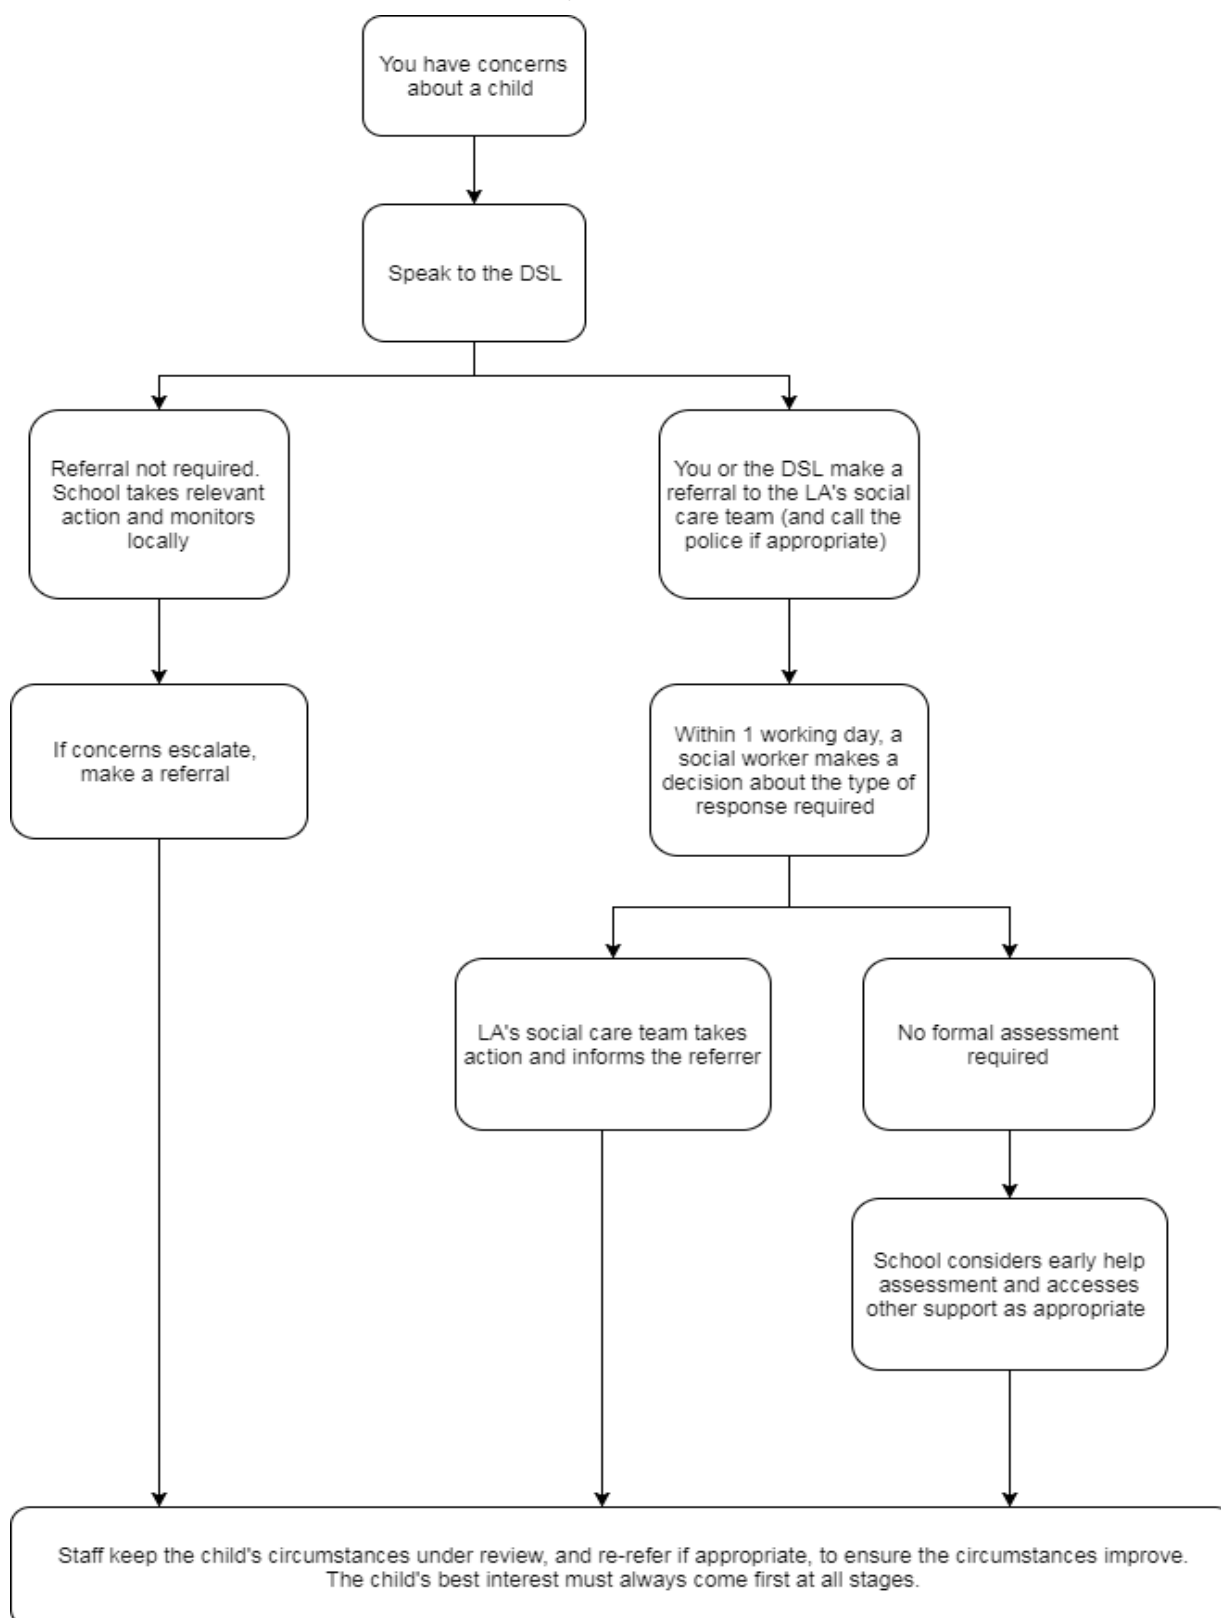 You have concerns
about a child
Speak to the DSL
Referral not required.
School takes relevant
action and monitors
locally
You or the DSL make a
referral to the LA's social
care team (and call the
police if appropriate)
If concerns escalate,
make a referral
Within 1 working day, a
social worker makes a
decision about the type of
response required
LA's social care team takes
action and informs the referrer
No formal assessment
required
School considers early help
assessment and accesses
other support as appropriate
Staff keep the child's circumstances under review, and re-refer if appropriate, to ensure the circumstances improve.
The child's best interest must always come first at all stages.